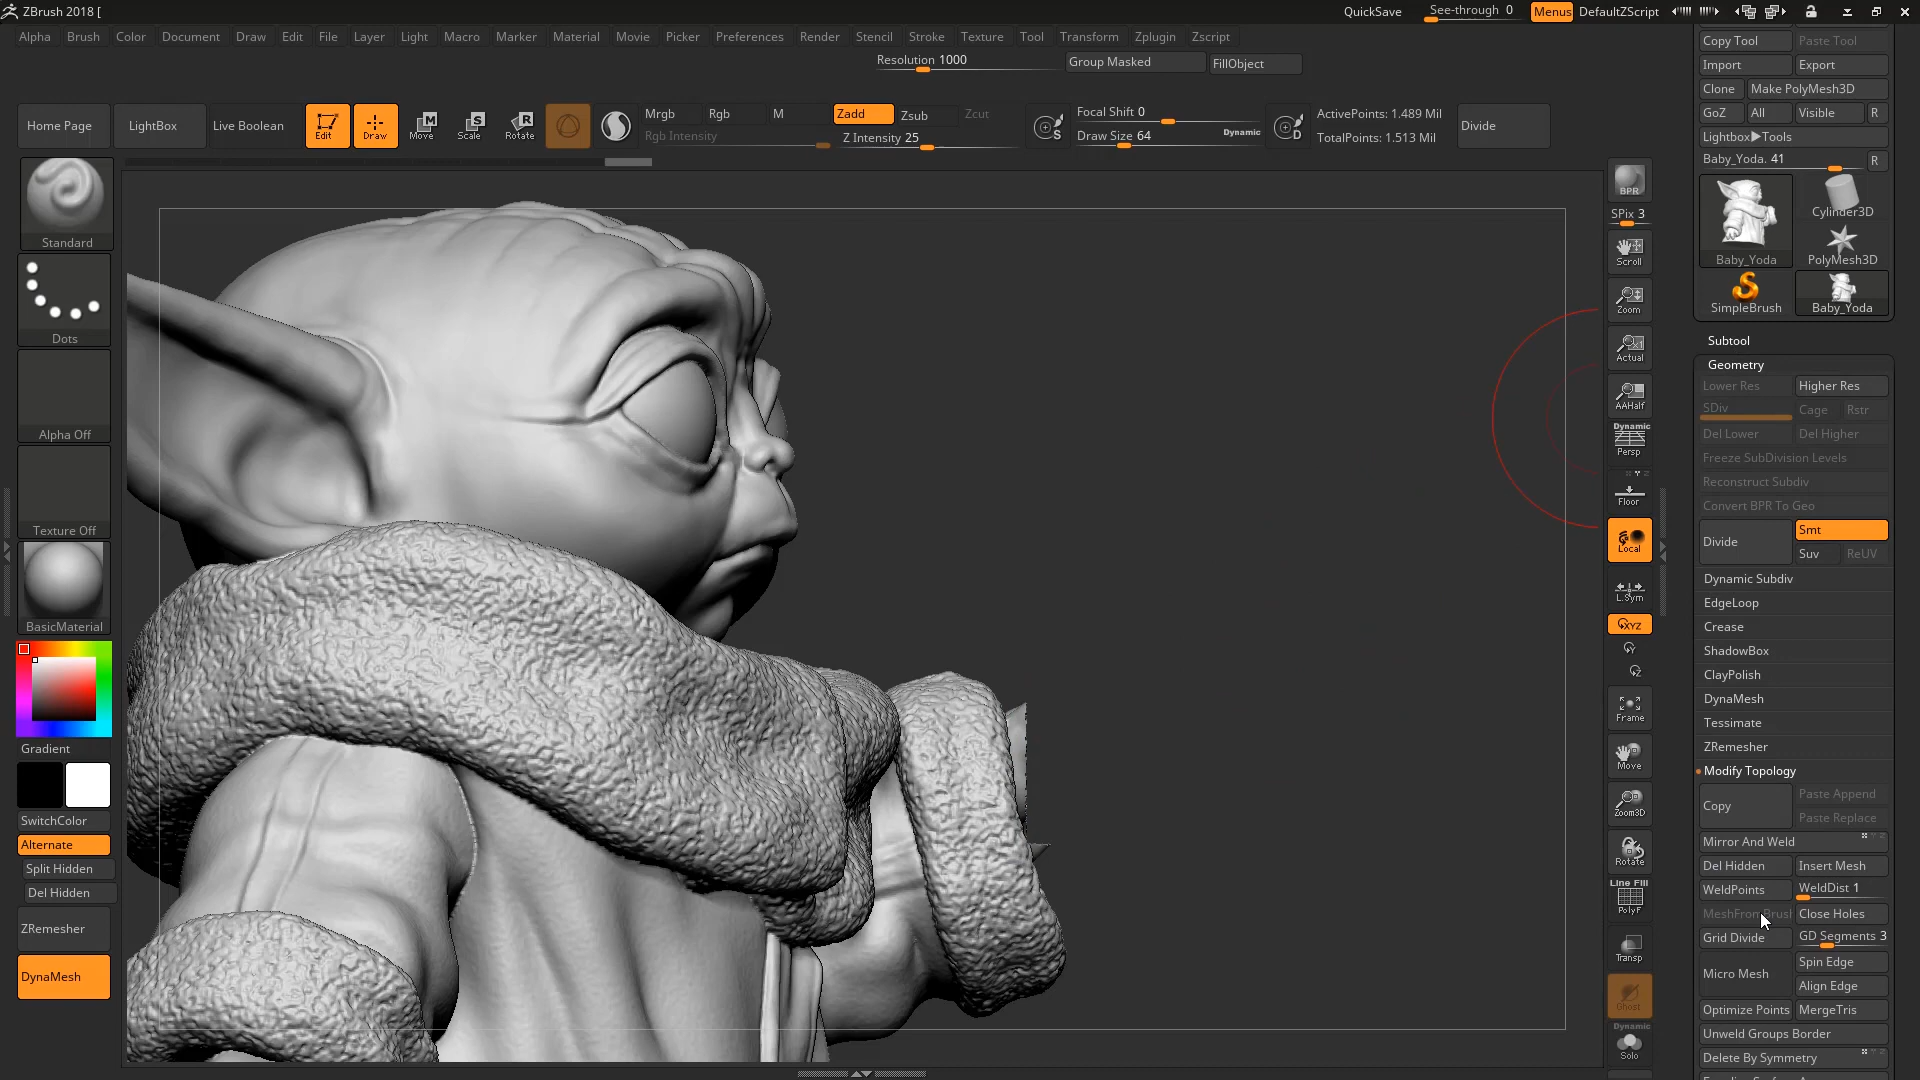 ZBrush 2018 [
QuickSave
See-through 0
Menus
DefaultZScript
Alpha Brush Color Document Draw Edit File Layer Light Macro Marker Material Movie Picker Preferences Render Stencil Stroke Texture Tool Transform Zplugin Zscript
Resolution 1000
Group Masked
FillObject
Home Page
LightBox
Live Boolean
Edit
Draw
Move
Scale
Rotate
Mrgb Rgb M
Rgb Intensity
Zadd Zsub Zcut
Z Intensity 25
Focal Shift 0
Draw Size 64
Dynamic
ActivePoints: 1.489 Mil
TotalPoints: 1.513 Mil
Divide
Standard
Dots
Alpha Off
Texture Off
BasicMaterial
Gradient
SwitchColor
Alternate
Split Hidden
Del Hidden
ZRemesher
DynaMesh
BPR
SPix 3
Scroll
Zoom
Actual
AAHalf
Dynamic
Persp
Floor
Local
L.Sym
XYZ
Frame
Move
Zoom3D
Rotate
Line Fill
PolyF
Transp
Ghost
Dynamic
Solo
Copy Tool Paste Tool
Import Export
Clone Make PolyMesh3D
GoZ All Visible R
Lightbox▶Tools
Baby_Yoda. 41 R
Baby_Yoda
Cylinder3D
PolyMesh3D
SimpleBrush
Baby_Yoda
Subtool
Geometry
Lower Res Higher Res
SDiv Cage Rstr
Del Lower Del Higher
Freeze SubDivision Levels
Reconstruct Subdiv
Convert BPR To Geo
Divide Smt
Suv ReUV
Dynamic Subdiv
EdgeLoop
Crease
ShadowBox
ClayPolish
DynaMesh
Tessimate
ZRemesher
Modify Topology
Copy Paste Append
Paste Replace
Mirror And Weld
Del Hidden Insert Mesh
WeldPoints WeldDist 1
MeshFromBrush Close Holes
Grid Divide GD Segments 3
Micro Mesh Spin Edge
Align Edge
Optimize Points MergeTris
Unweld Groups Border
Delete By Symmetry